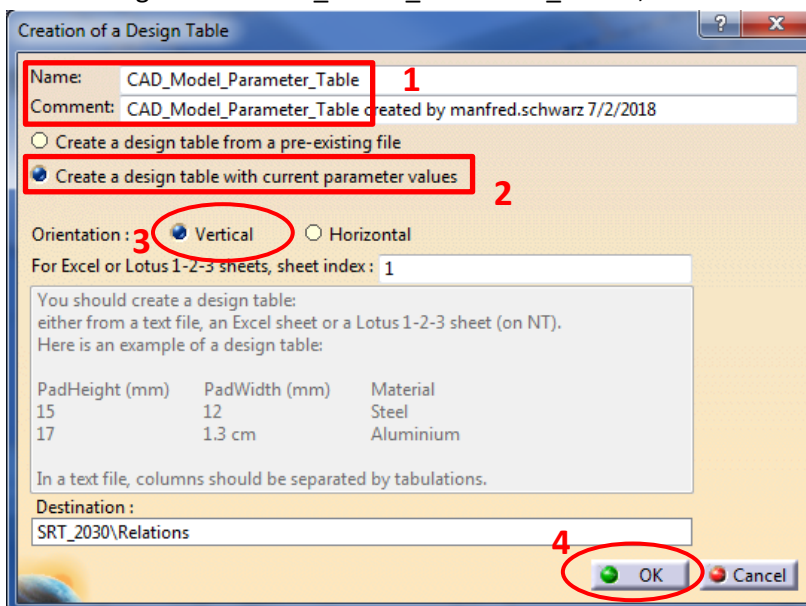 Creation of a Design Table
? X
Name: CAD_Model_Parameter_Table 1
Comment: CAD_Model_Parameter_Table created by manfred.schwarz 7/2/2018
Create a design table from a pre-existing file
Create a design table with current parameter values
2
Orientation : 3 Vertical Horizontal
For Excel or Lotus 1-2-3 sheets, sheet index : 1
You should create a design table:
either from a text file, an Excel sheet or a Lotus 1-2-3 sheet (on NT).
Here is an example of a design table:
PadHeight (mm) PadWidth (mm) Material
15 12 Steel
17 1.3 cm Aluminium
In a text file, columns should be separated by tabulations.
Destination :
SRT_2030\Relations
4
OK Cancel